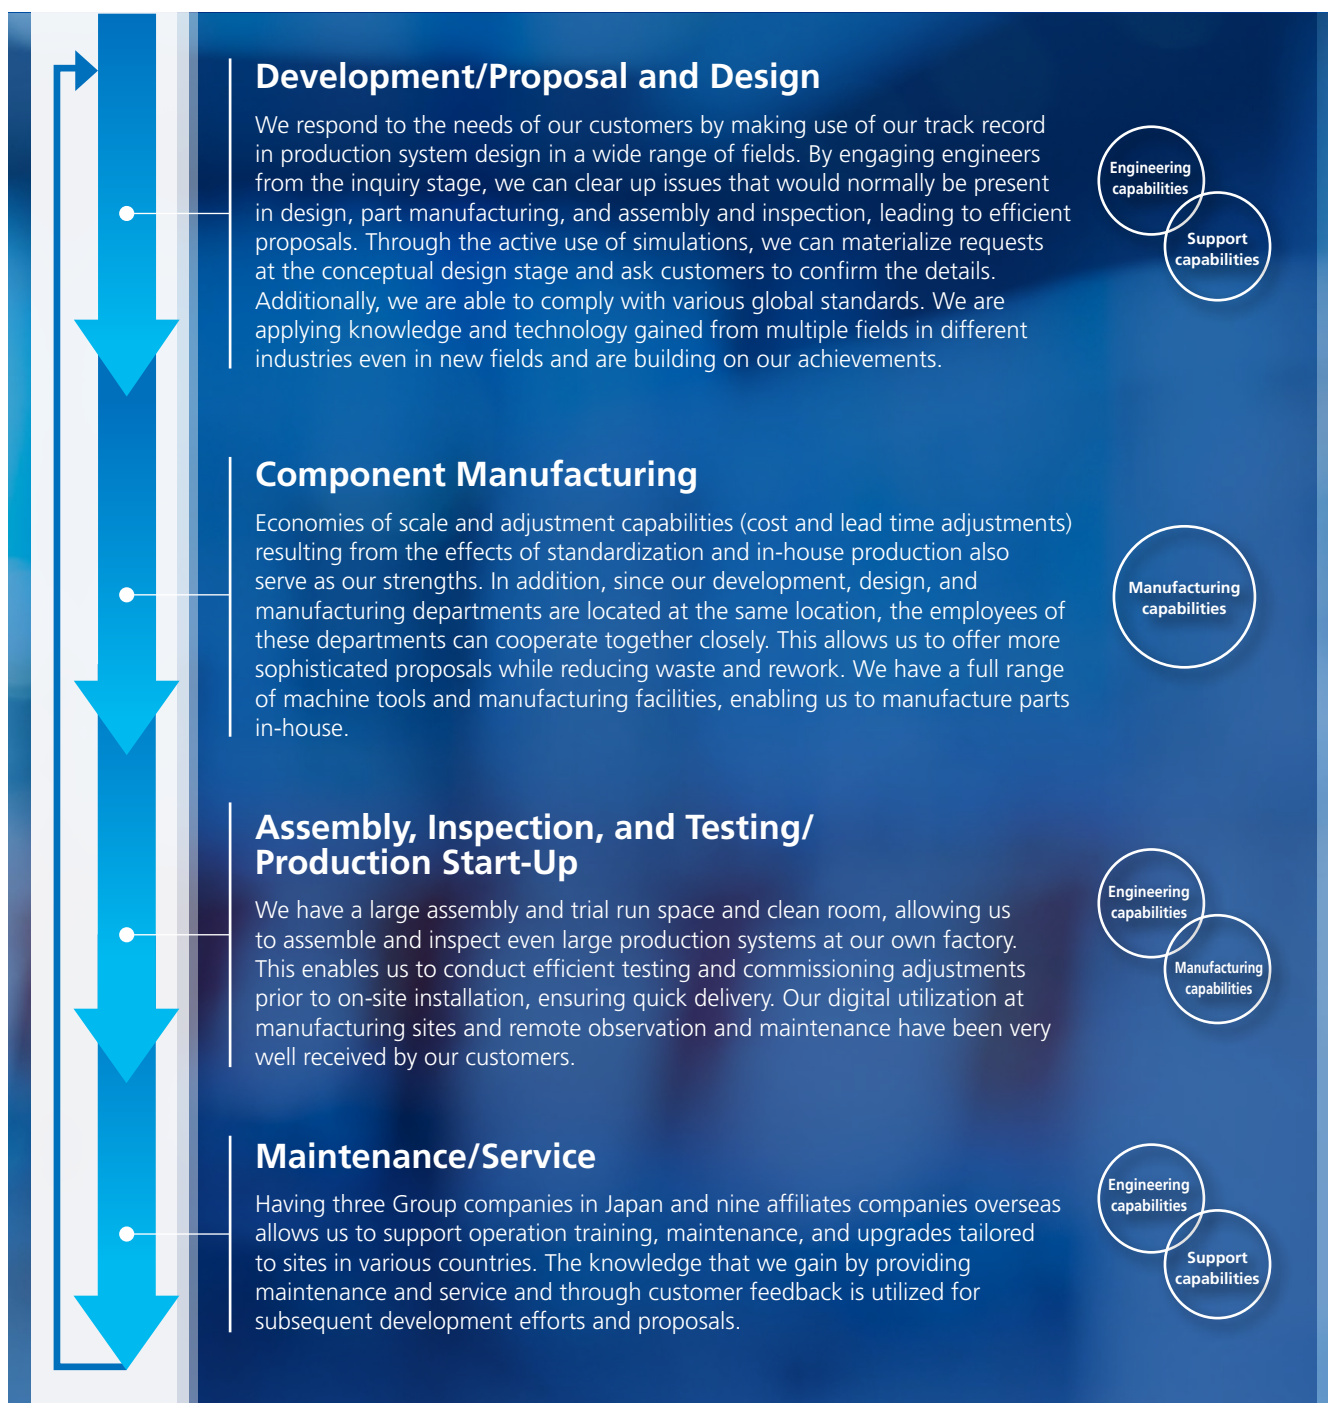 Development/Proposal and Design
We respond to the needs of our customers by making use of our track record
in production system design in a wide range of fields. By engaging engineers
from the inquiry stage, we can clear up issues that would normally be present
in design, part manufacturing, and assembly and inspection, leading to efficient
proposals. Through the active use of simulations, we can materialize requests
at the conceptual design stage and ask customers to confirm the details.
Additionally, we are able to comply with various global standards. We are
applying knowledge and technology gained from multiple fields in different
industries even in new fields and are building on our achievements.
Engineering
capabilities
Support
capabilities
Component Manufacturing
Economies of scale and adjustment capabilities (cost and lead time adjustments)
resulting from the effects of standardization and in-house production also
serve as our strengths. In addition, since our development, design, and
manufacturing departments are located at the same location, the employees of
these departments can cooperate together closely. This allows us to offer more
sophisticated proposals while reducing waste and rework. We have a full range
of machine tools and manufacturing facilities, enabling us to manufacture parts
in-house.
Manufacturing
capabilities
Assembly, Inspection, and Testing/
Production Start-Up
We have a large assembly and trial run space and clean room, allowing us
to assemble and inspect even large production systems at our own factory.
This enables us to conduct efficient testing and commissioning adjustments
prior to on-site installation, ensuring quick delivery. Our digital utilization at
manufacturing sites and remote observation and maintenance have been very
well received by our customers.
Engineering
capabilities
Manufacturing
capabilities
Maintenance/Service
Having three Group companies in Japan and nine affiliates companies overseas
allows us to support operation training, maintenance, and upgrades tailored
to sites in various countries. The knowledge that we gain by providing
maintenance and service and through customer feedback is utilized for
subsequent development efforts and proposals.
Engineering
capabilities
Support
capabilities